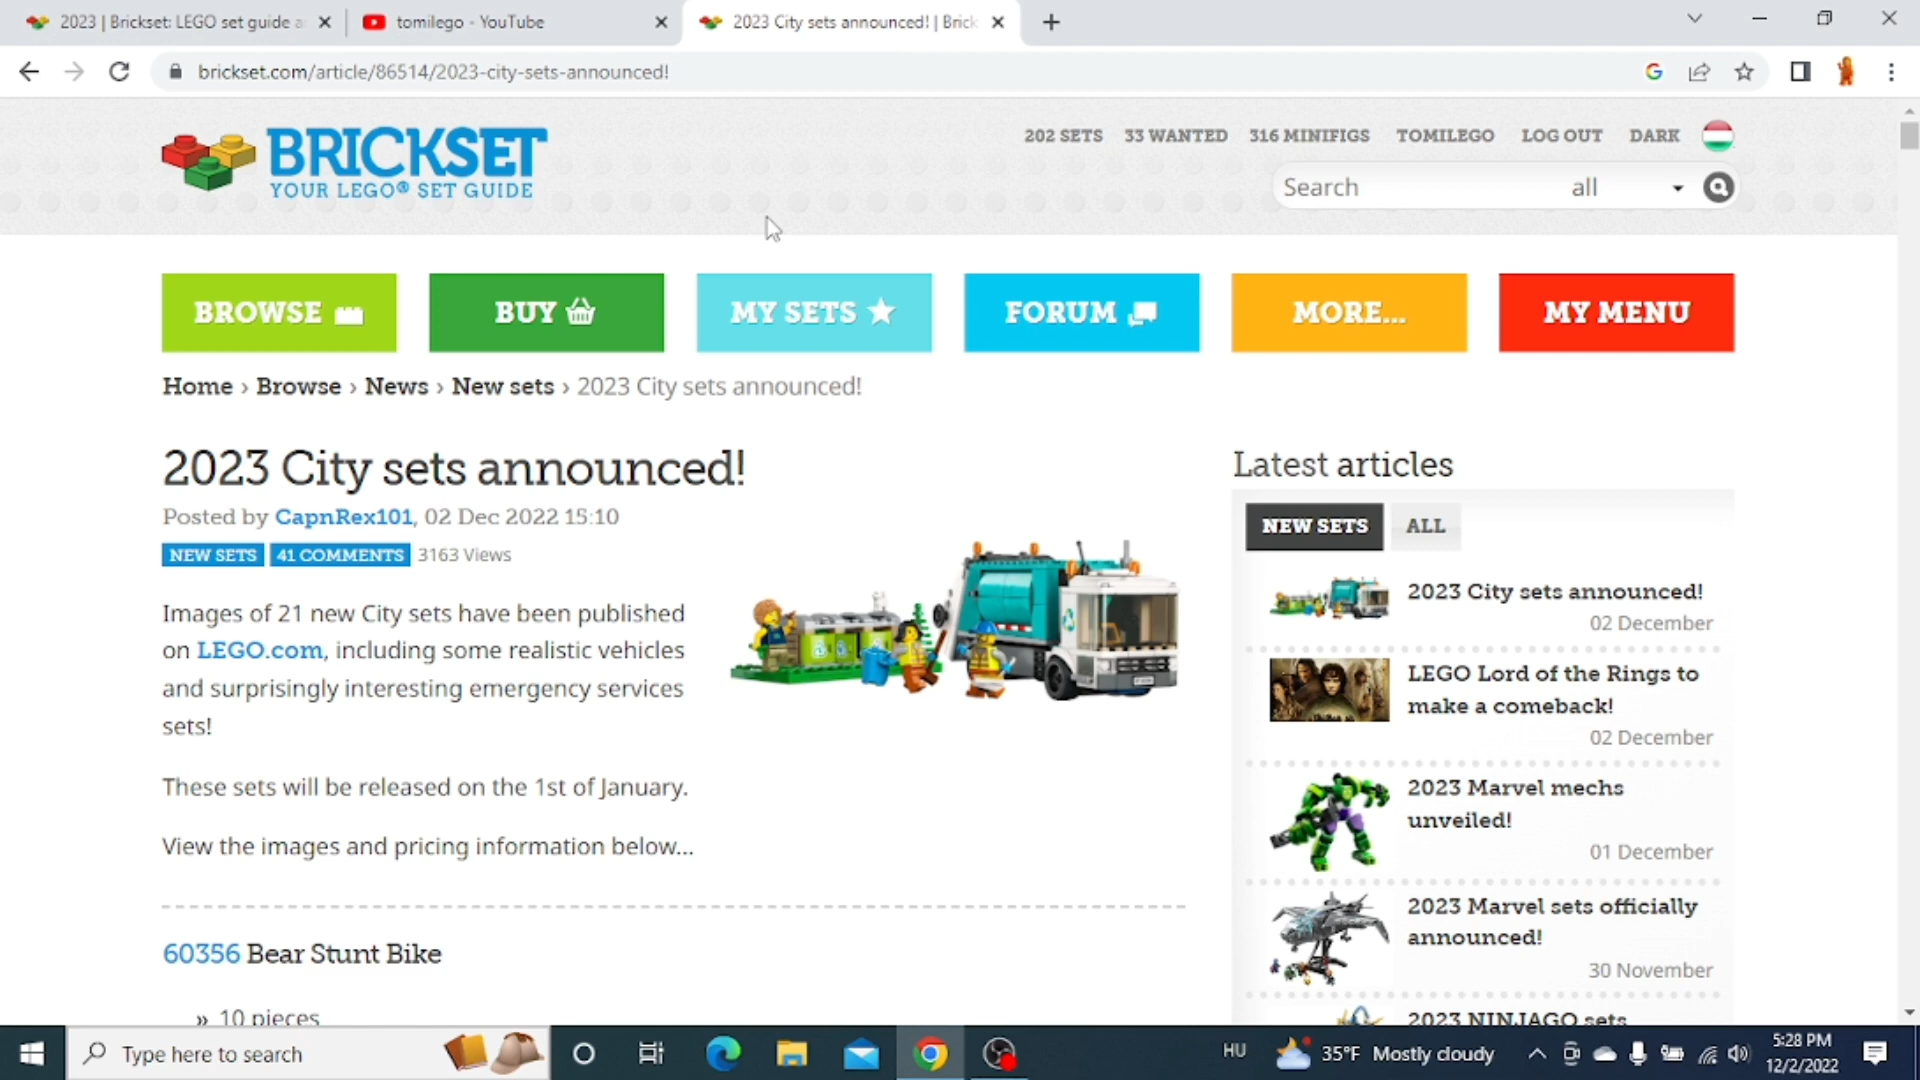 2023 | Brickset: LEGO set guide a
tomilego - YouTube
2023 City sets announced! | Brick
brickset.com/article/86514/2023-city-sets-announced!
BRICKSET
YOUR LEGO® SET GUIDE
202 SETS 33 WANTED 316 MINIFIGS TOMILEGO LOG OUT DARK
Search all
BROWSE BUY MY SETS FORUM MORE... MY MENU
Home › Browse › News › New sets › 2023 City sets announced!
2023 City sets announced!
Posted by CapnRex101, 02 Dec 2022 15:10
NEW SETS 41 COMMENTS 3163 Views
Images of 21 new City sets have been published
on LEGO.com, including some realistic vehicles
and surprisingly interesting emergency services
sets!
These sets will be released on the 1st of January.
View the images and pricing information below...
60356 Bear Stunt Bike
» 10 pieces
Latest articles
NEW SETS ALL
2023 City sets announced!
02 December
LEGO Lord of the Rings to
make a comeback!
02 December
2023 Marvel mechs
unveiled!
01 December
2023 Marvel sets officially
announced!
30 November
2023 NINJAGO sets
Type here to search
HU
35°F Mostly cloudy
5:28 PM
12/2/2022